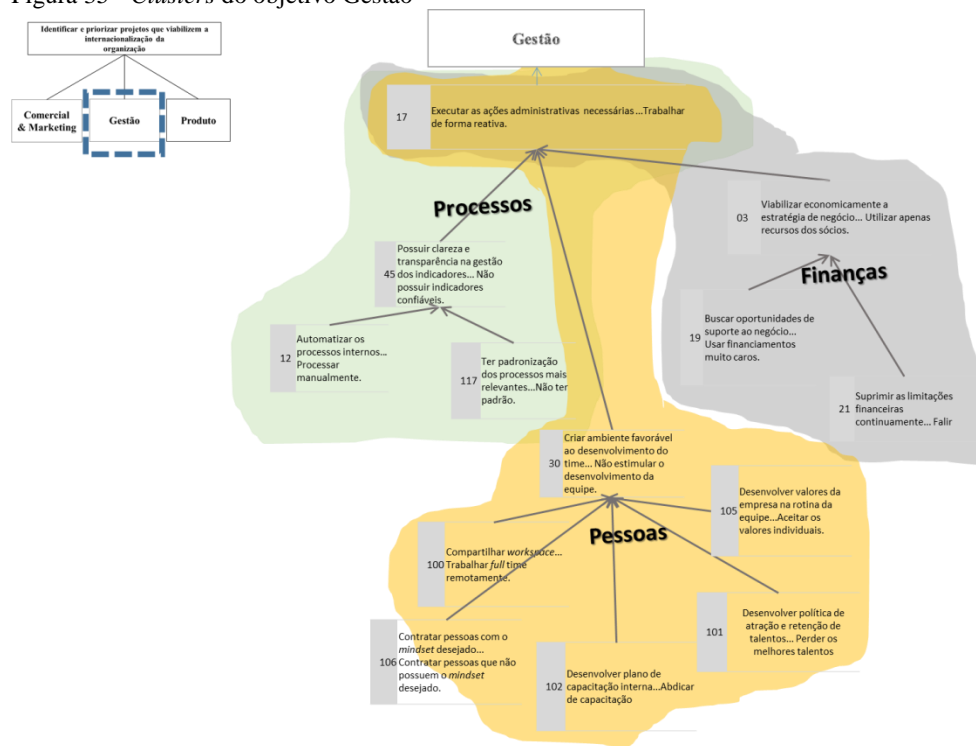 Figura 35 - Clusters do objetivo Gestão
Identificar e priorizar projetos que viabilizem a
internacionalização da
organização
Comercial
& Marketing
Gestão
Produto
Gestão
17
Executar as ações administrativas necessárias...Trabalhar
de forma reativa.
Processos
03
Viabilizar economicamente a
estratégia de negócio... Utilizar apenas
recursos dos sócios.
45
Possuir clareza e
transparência na gestão
dos indicadores... Não
possuir indicadores
confiáveis.
Finanças
12
Automatizar os
processos internos...
Processar
manualmente.
117
Ter padronização
dos processos mais
relevantes...Não ter
padrão.
19
Buscar oportunidades de
suporte ao negócio...
Usar financiamentos
muito caros.
21
Suprimir as limitações
financeiras
continuamente... Falir
30
Criar ambiente favorável
ao desenvolvimento do
time... Não estimular o
desenvolvimento da
equipe.
105
Desenvolver valores da
empresa na rotina da
equipe...Aceitar os
valores individuais.
Pessoas
100
Compartilhar workspace...
Trabalhar full time
remotamente.
101
Desenvolver política de
atração e retenção de
talentos... Perder os
melhores talentos
106
Contratar pessoas com o
mindset desejado...
Contratar pessoas que não
possuem o mindset
desejado.
102
Desenvolver plano de
capacitação interna...Abdicar
de capacitação